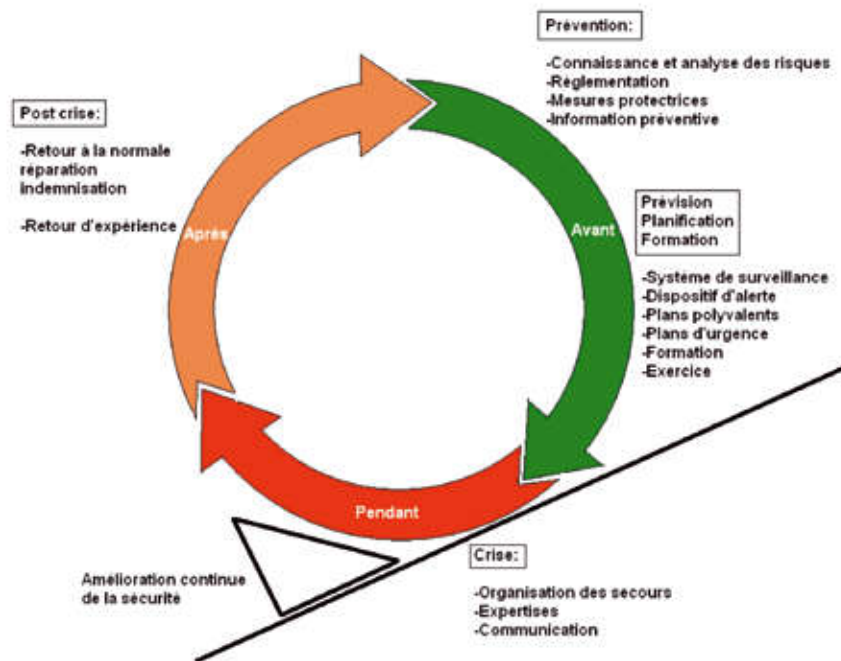 Prévention:
-Connaissance et analyse des risques
-Règlementation
-Mesures protectrices
-Information préventive
Post crise:
-Retour à la normale
réparation
indemnisation
-Retour d'expérience
Après
Avant
Prévision
Planification
Formation
-Système de surveillance
-Dispositif d'alerte
-Plans polyvalents
-Plans d'urgence
-Formation
-Exercice
Pendant
Crise:
-Organisation des secours
-Expertises
-Communication
Amélioration continue
de la sécurité